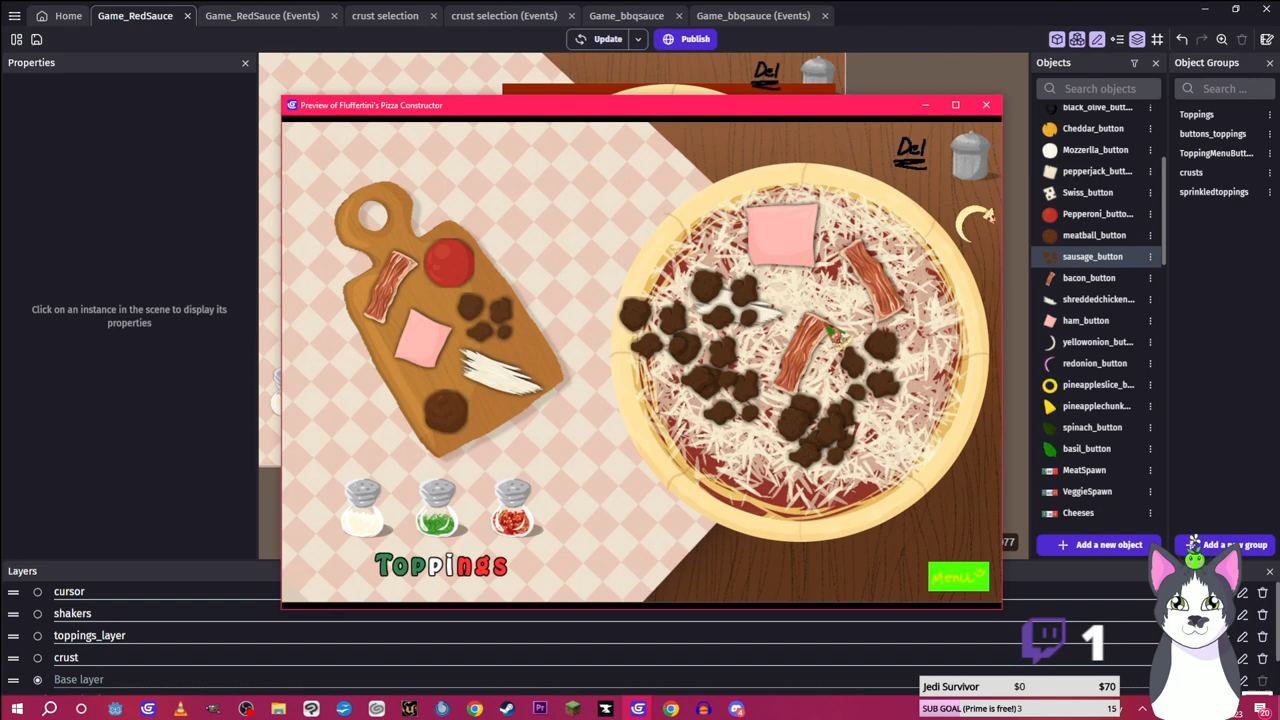 Home
Game_RedSauce
Game_RedSauce (Events)
crust selection
crust selection (Events)
Game_bbqsauce
Game_bbqsauce (Events)
Update
Publish
Properties
Objects
Object Groups
Del
Search objects
Search ...
Preview of Fluffertini's Pizza Constructor
black_olive_butt...
Toppings
Cheddar_button
buttons_toppings
Mozzerlla_button
ToppingMenuButt...
Del
pepperjack_butt...
crusts
Swiss_button
sprinkledtoppings
Pepperoni_butto...
meatball_button
sausage_button
bacon_button
shreddedchicken...
Click on an instance in the scene to display its
properties
ham_button
yellowonion_but...
redonion_button
pineappleslice_b...
pineapplechunk...
spinach_button
basil_button
MeatSpawn
VeggieSpawn
Cheeses
Add a new object
Add a new group
Toppings
Menu
Layers
cursor
shakers
toppings_layer
crust
Base layer
1
Jedi Survivor $0 $70
SUB GOAL (Prime is free!) 3 15